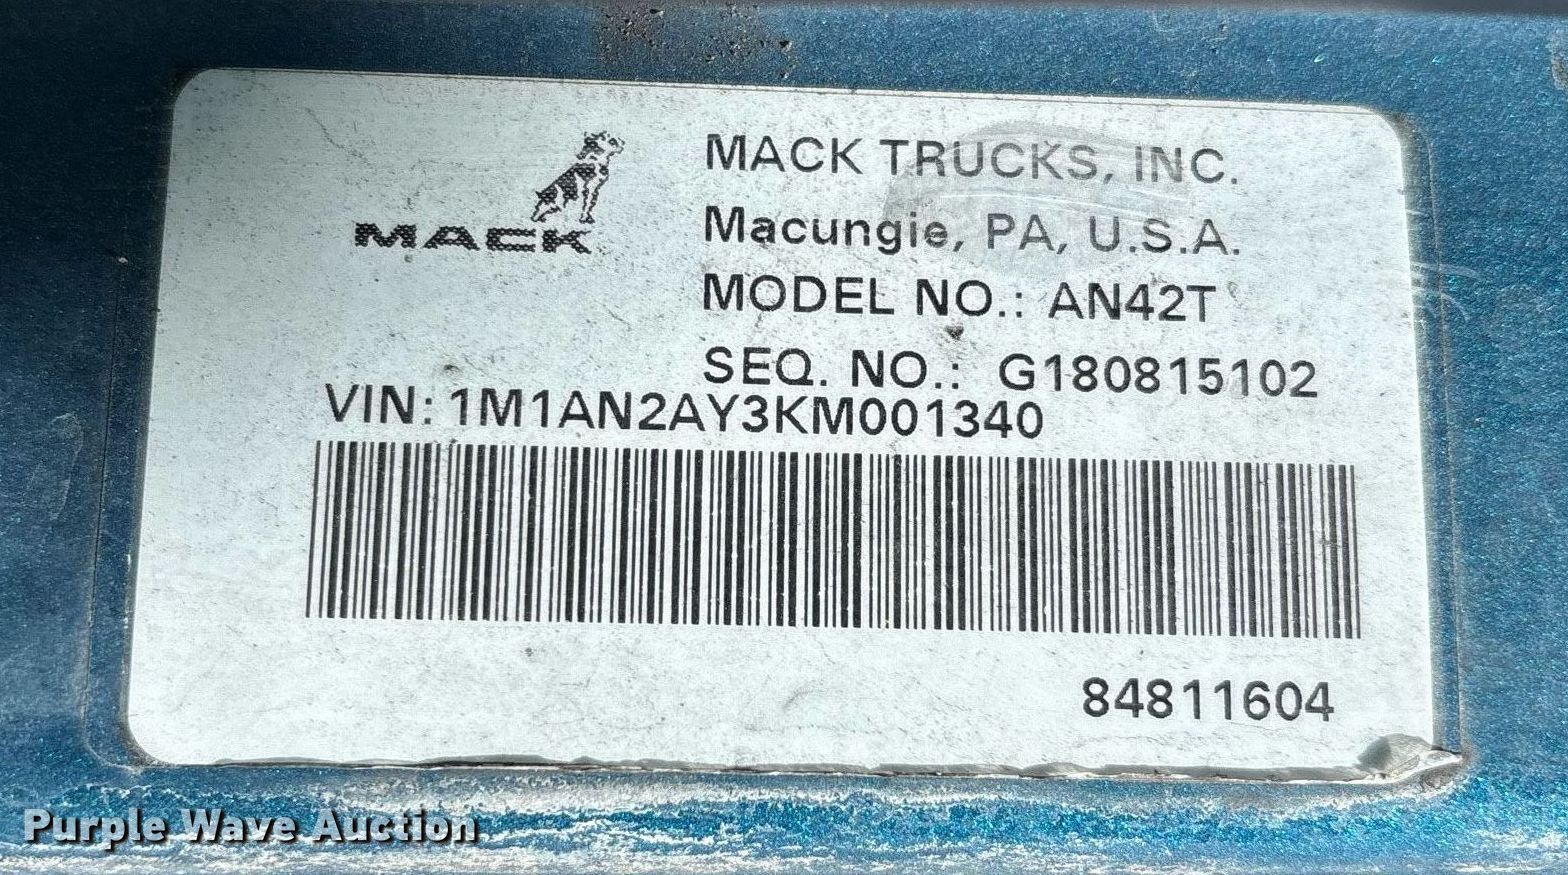 MACK
MACK TRUCKS, INC.
Macungie, PA, U.S.A.
MODEL NO.: AN42T
SEQ. NO.: G180815102
VIN: 1M1AN2AY3KM001340
84811604
Purple Wave Auction